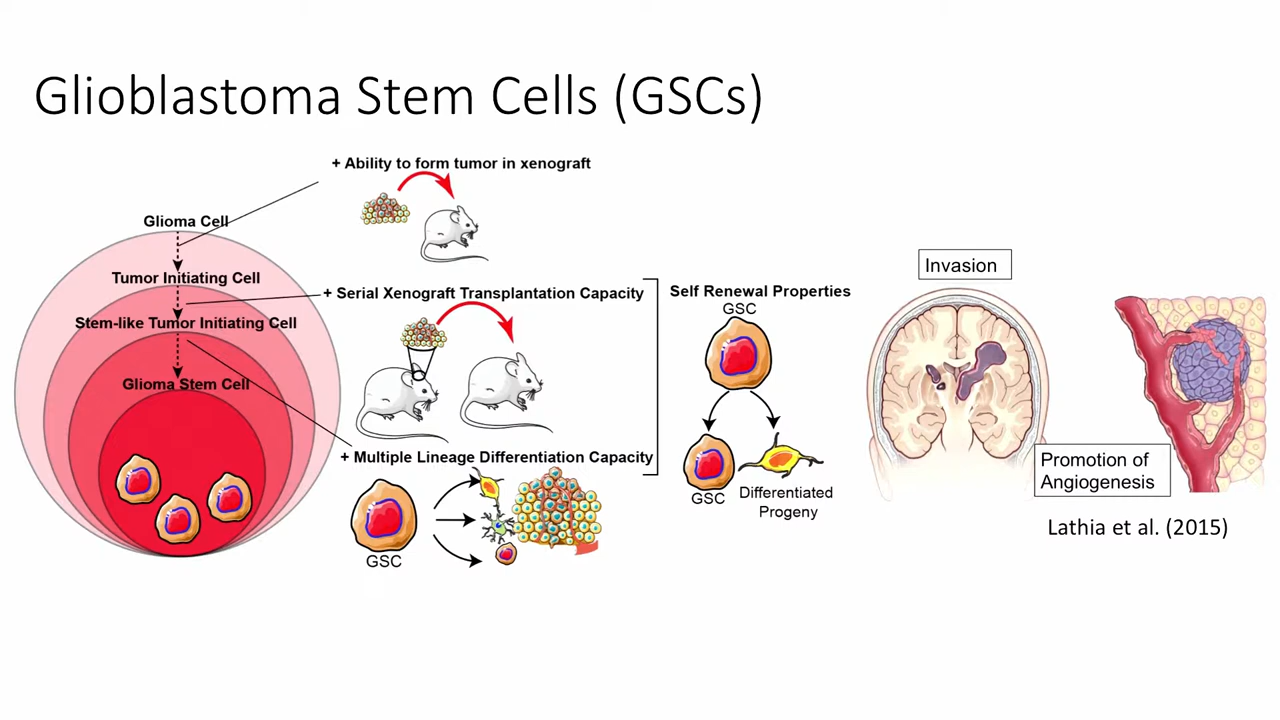 Glioblastoma Stem Cells (GSCs)
+ Ability to form tumor in xenograft
Glioma Cell
Tumor Initiating Cell
+ Serial Xenograft Transplantation Capacity
Stem-like Tumor Initiating Cell
Glioma Stem Cell
+ Multiple Lineage Differentiation Capacity
GSC
Self Renewal Properties
GSC
GSC
Differentiated
Progeny
Invasion
Promotion of
Angiogenesis
Lathia et al. (2015)